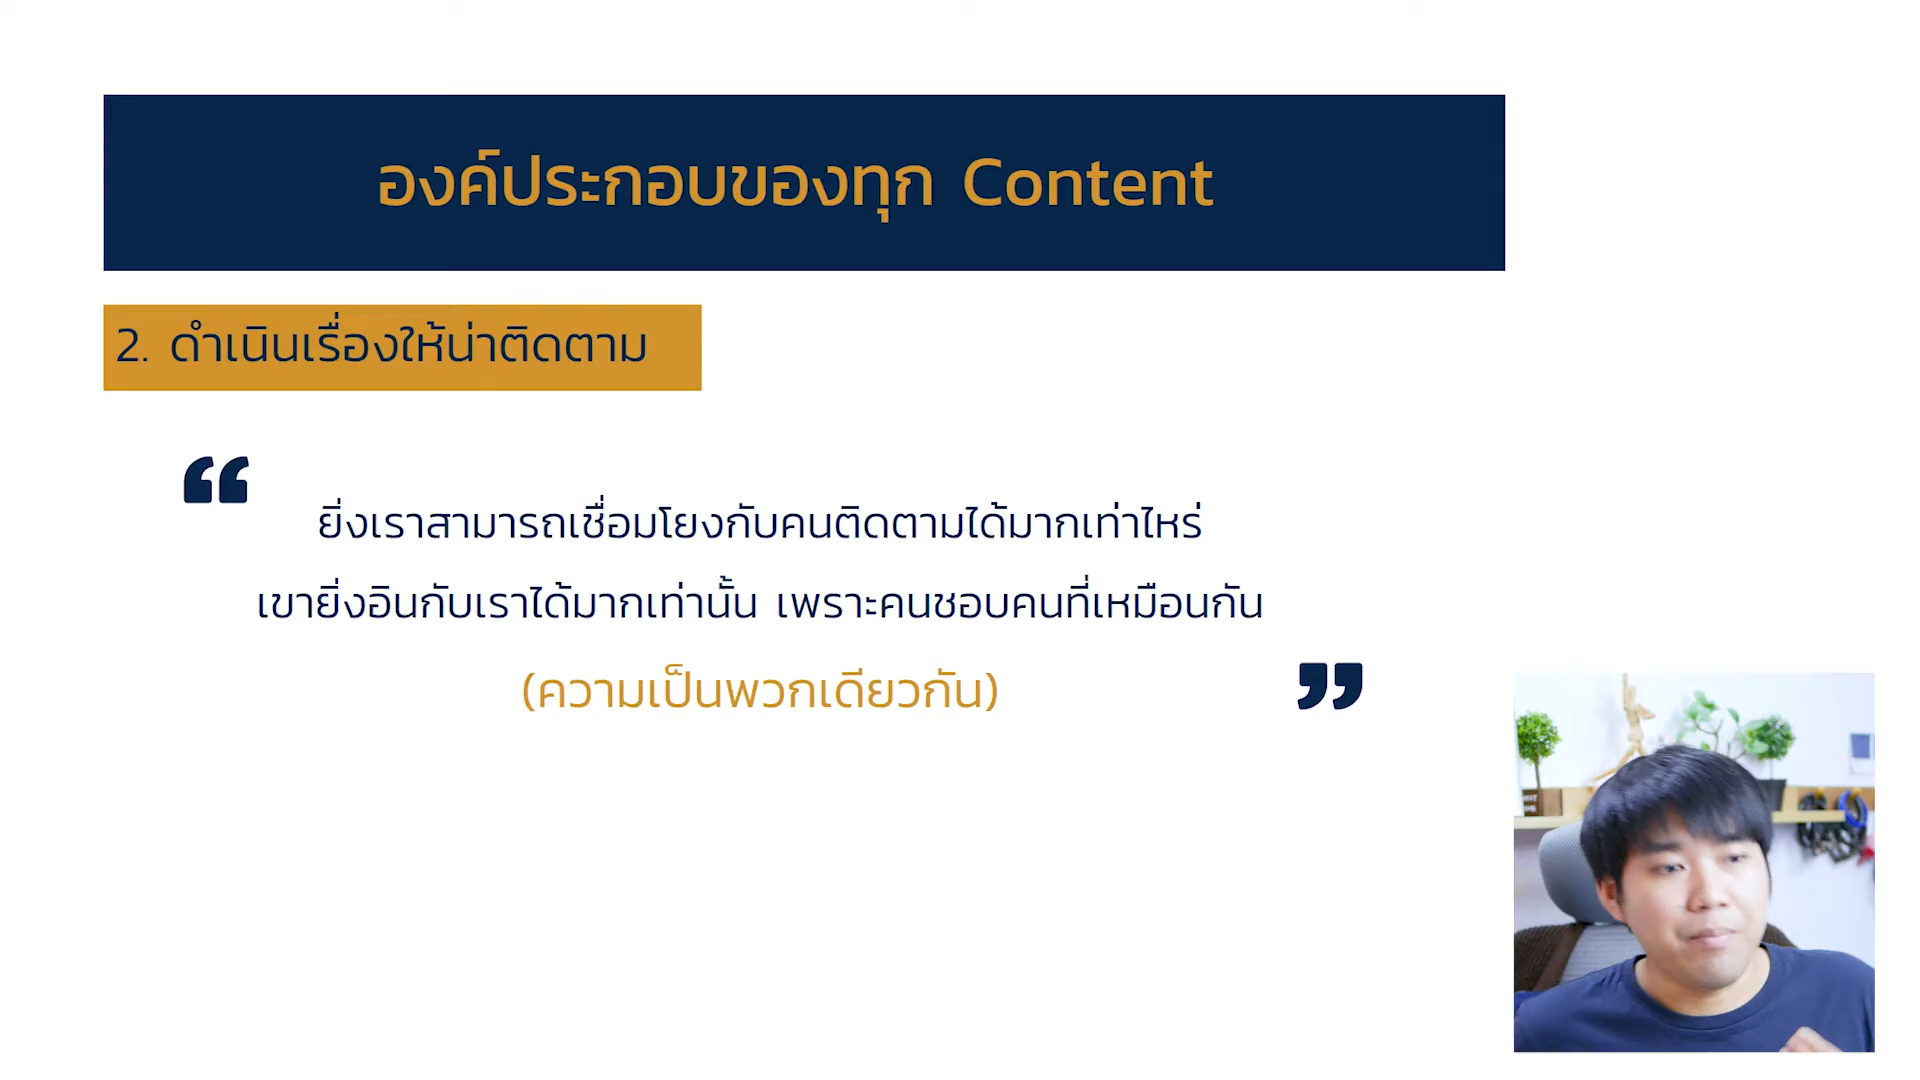 องค์ประกอบของทุก Content
2. ดำเนินเรื่องให้น่าติดตาม
“
ยิ่งเราสามารถเชื่อมโยงกับคนติดตามได้มากเท่าไหร่
เขายิ่งอินกับเราได้มากเท่านั้น เพราะคนชอบคนที่เหมือนกัน
(ความเป็นพวกเดียวกัน)
”